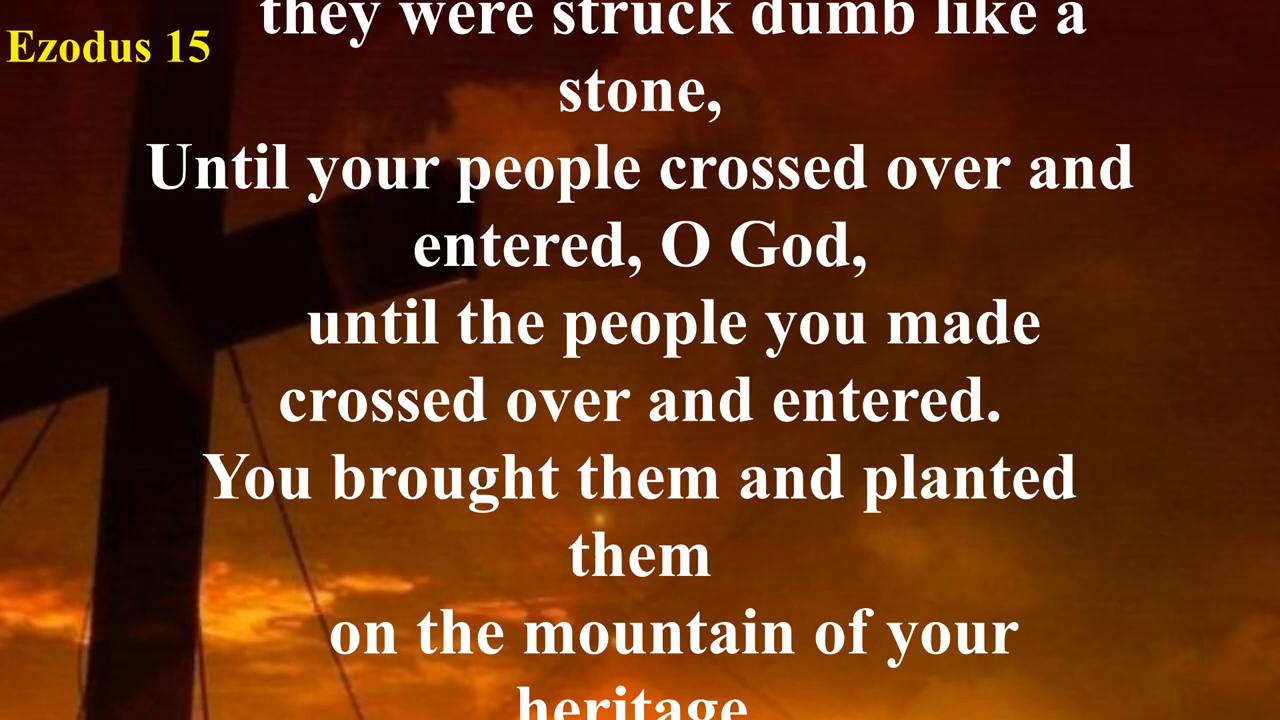 they were struck dumb like a
Ezodus 15
stone,
Until your people crossed over and
entered, O God,
until the people you made
crossed over and entered.
You brought them and planted
them
on the mountain of your
heritage